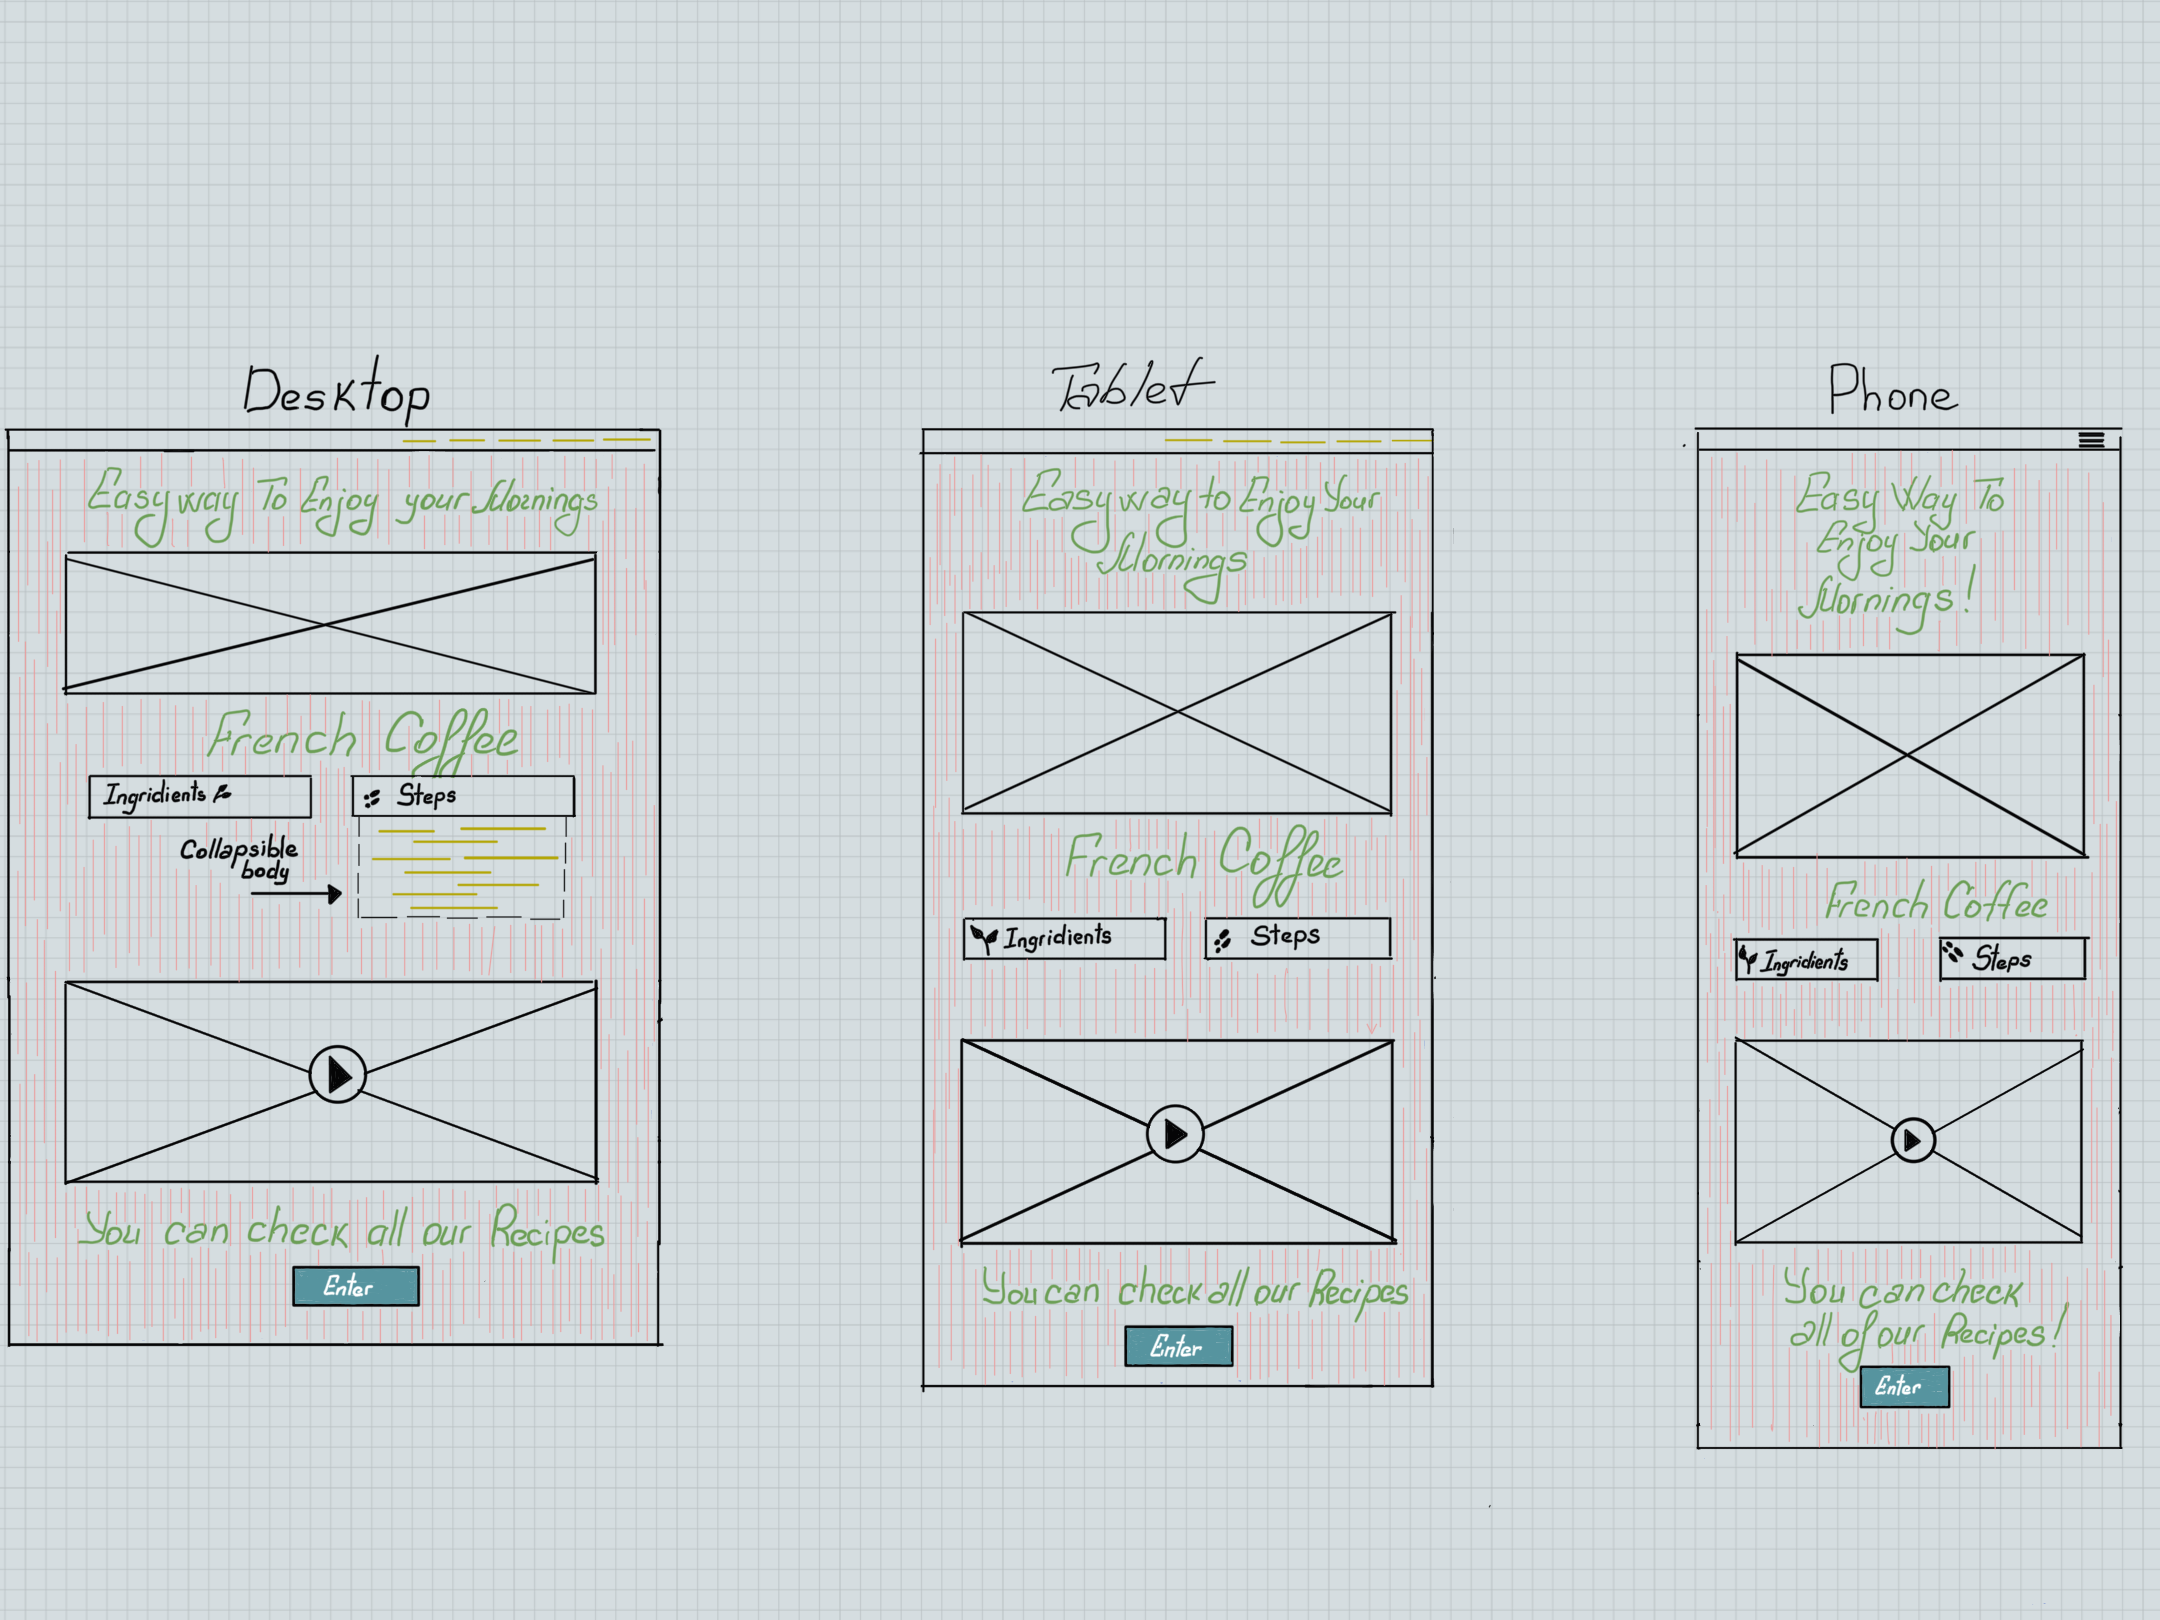 Desktop
Easy way To Enjoy your Mornings
French Coffee
Ingridients
Steps
Collapsible
body
You can check all our Recipes
Enter
Tablet
Easy way to Enjoy Your
Mornings
French Coffee
Ingridients
Steps
You can check all our Recipes
Enter
Phone
Easy Way To
Enjoy Your
Mornings!
French Coffee
Ingridients
Steps
You can check
all of our Recipes!
Enter